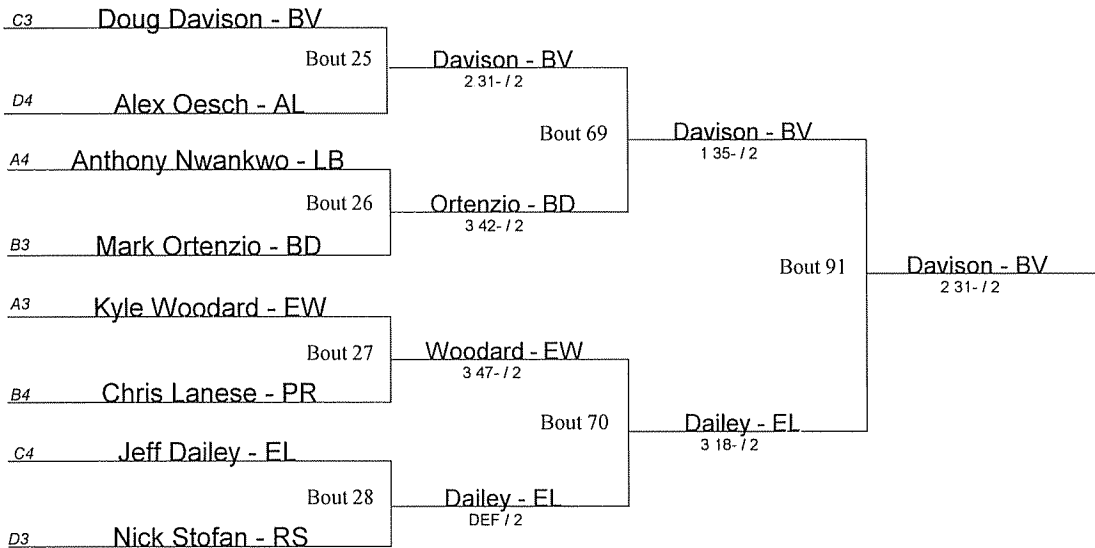 C3 Doug Davison - BV
Bout 25
Davison - BV
2 31- / 2
D4 Alex Oesch - AL
Bout 69
Davison - BV
1 35- / 2
A4 Anthony Nwankwo - LB
Bout 26
Ortenzio - BD
3 42- / 2
B3 Mark Ortenzio - BD
Bout 91
Davison - BV
2 31- / 2
A3 Kyle Woodard - EW
Bout 27
Woodard - EW
3 47- / 2
B4 Chris Lanese - PR
Bout 70
Dailey - EL
3 18- / 2
C4 Jeff Dailey - EL
Bout 28
Dailey - EL
DEF / 2
D3 Nick Stofan - RS